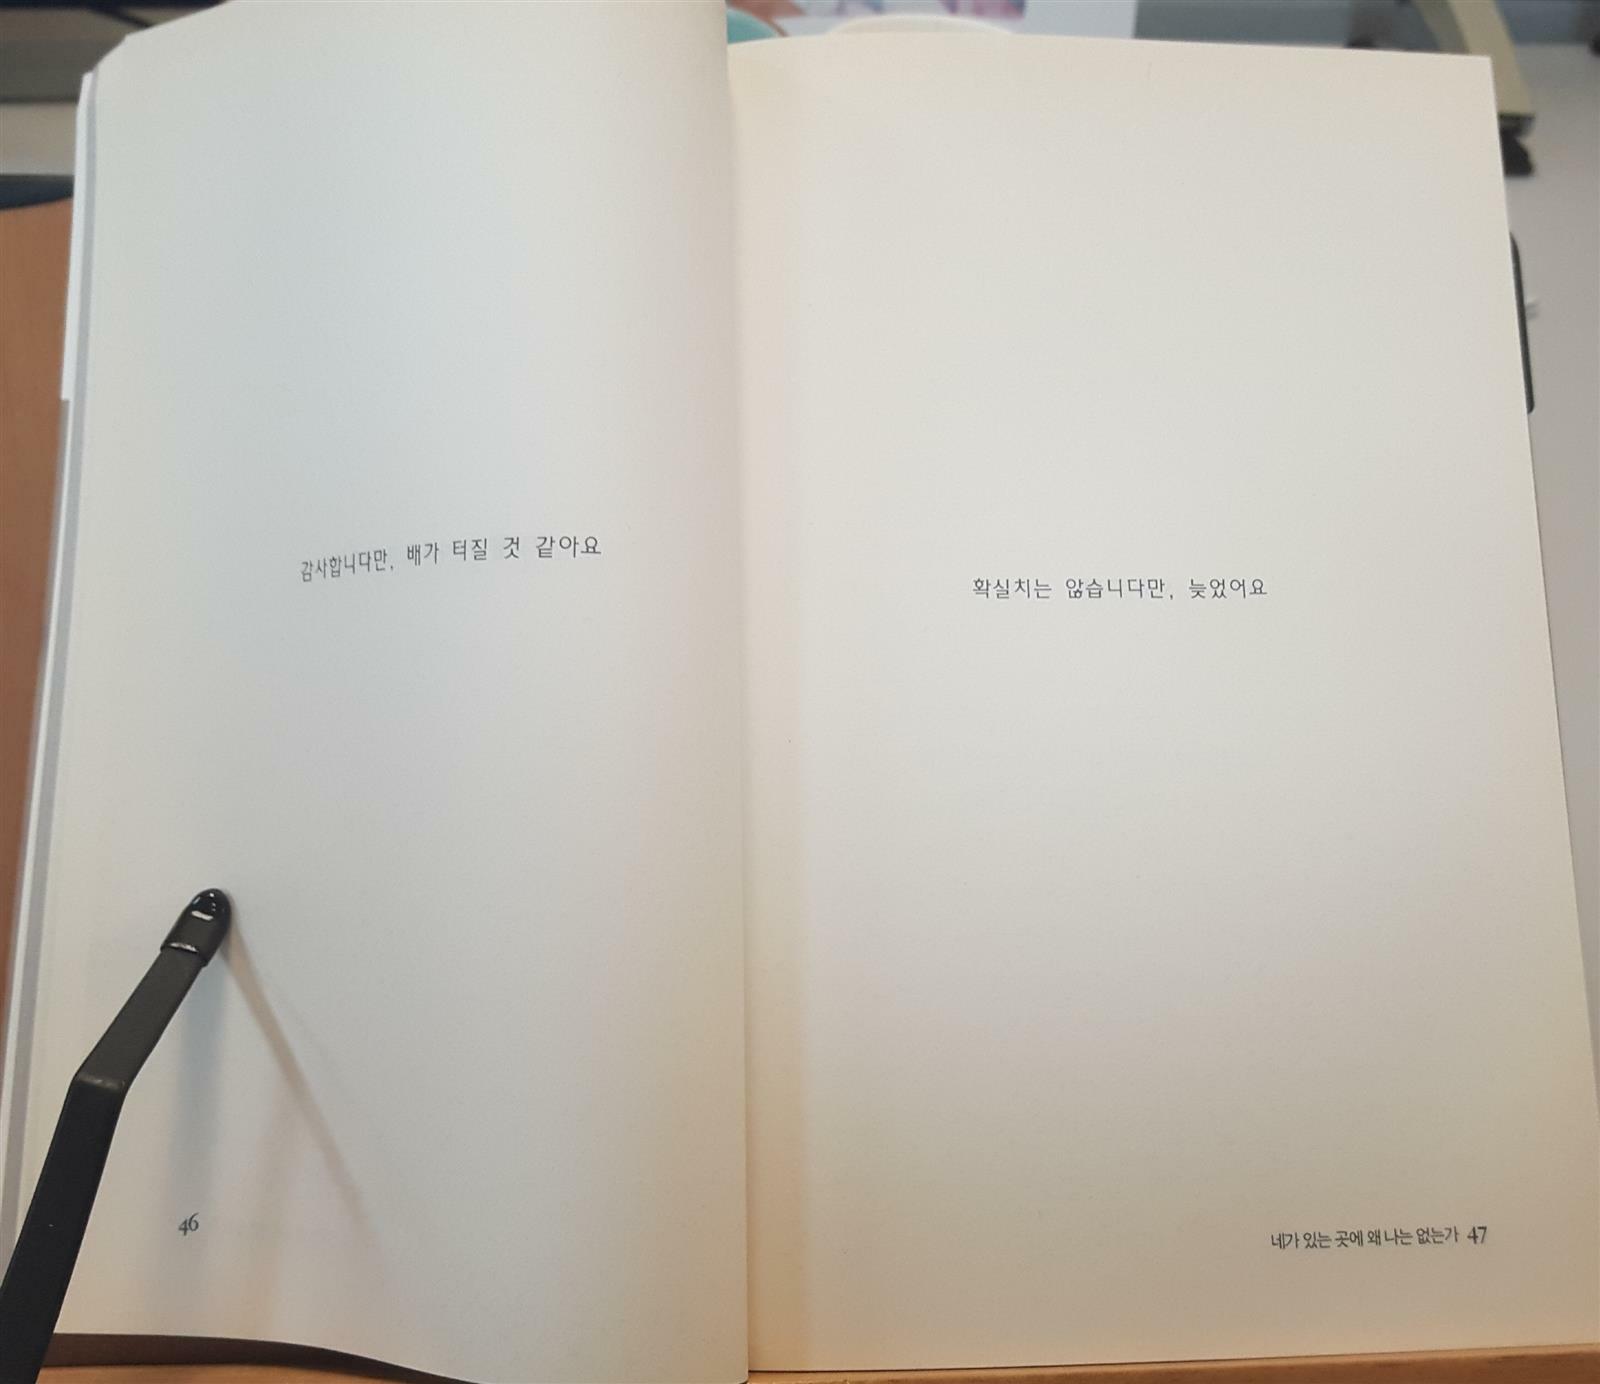 감사합니다만, 배가 터질 것 같아요
46
확실치는 않습니다만, 늦었어요
네가 있는 곳에 왜 나는 없는가 47